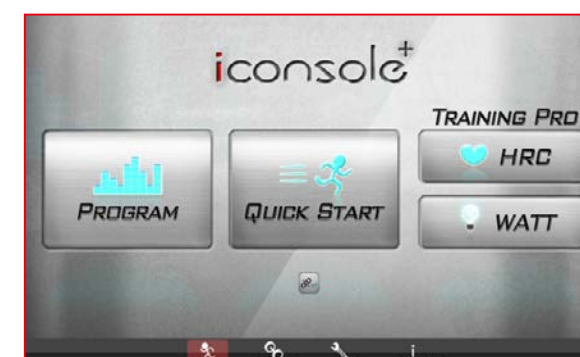 iconsole+
TRAINING PRO
PROGRAM
QUICK START
HRC
WATT
i